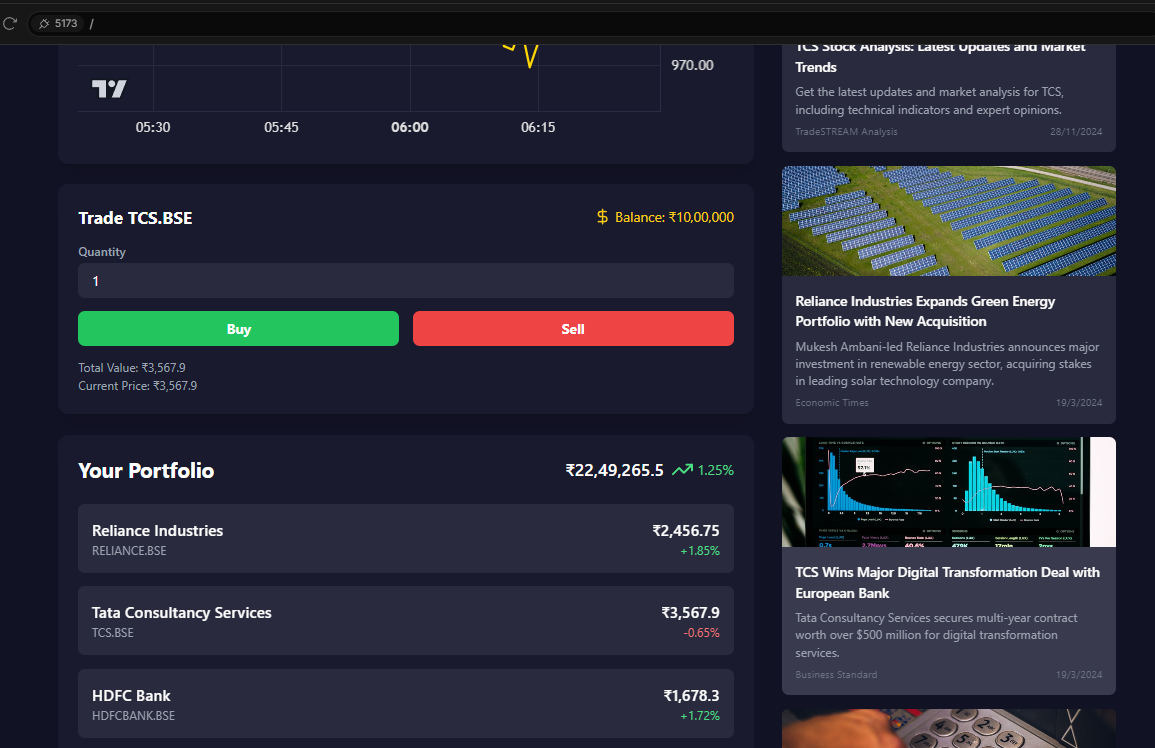 5173 /
970.00
05:30 05:45 06:00 06:15
Trade TCS.BSE
Balance: ₹10,00,000
Quantity
1
Buy
Sell
Total Value: ₹3,567.9
Current Price: ₹3,567.9
Your Portfolio
₹22,49,265.5 1.25%
Reliance Industries
₹2,456.75
RELIANCE.BSE
+1.85%
Tata Consultancy Services
₹3,567.9
TCS.BSE
-0.65%
HDFC Bank
₹1,678.3
HDFCBANK.BSE
+1.72%
TCS Stock Analysis: Latest Updates and Market
Trends
Get the latest updates and market analysis for TCS,
including technical indicators and expert opinions.
TradeSTREAM Analysis
28/11/2024
Reliance Industries Expands Green Energy
Portfolio with New Acquisition
Mukesh Ambani-led Reliance Industries announces major
investment in renewable energy sector, acquiring stakes
in leading solar technology company.
Economic Times
19/3/2024
TCS Wins Major Digital Transformation Deal with
European Bank
Tata Consultancy Services secures multi-year contract
worth over $500 million for digital transformation
services.
Business Standard
19/3/2024